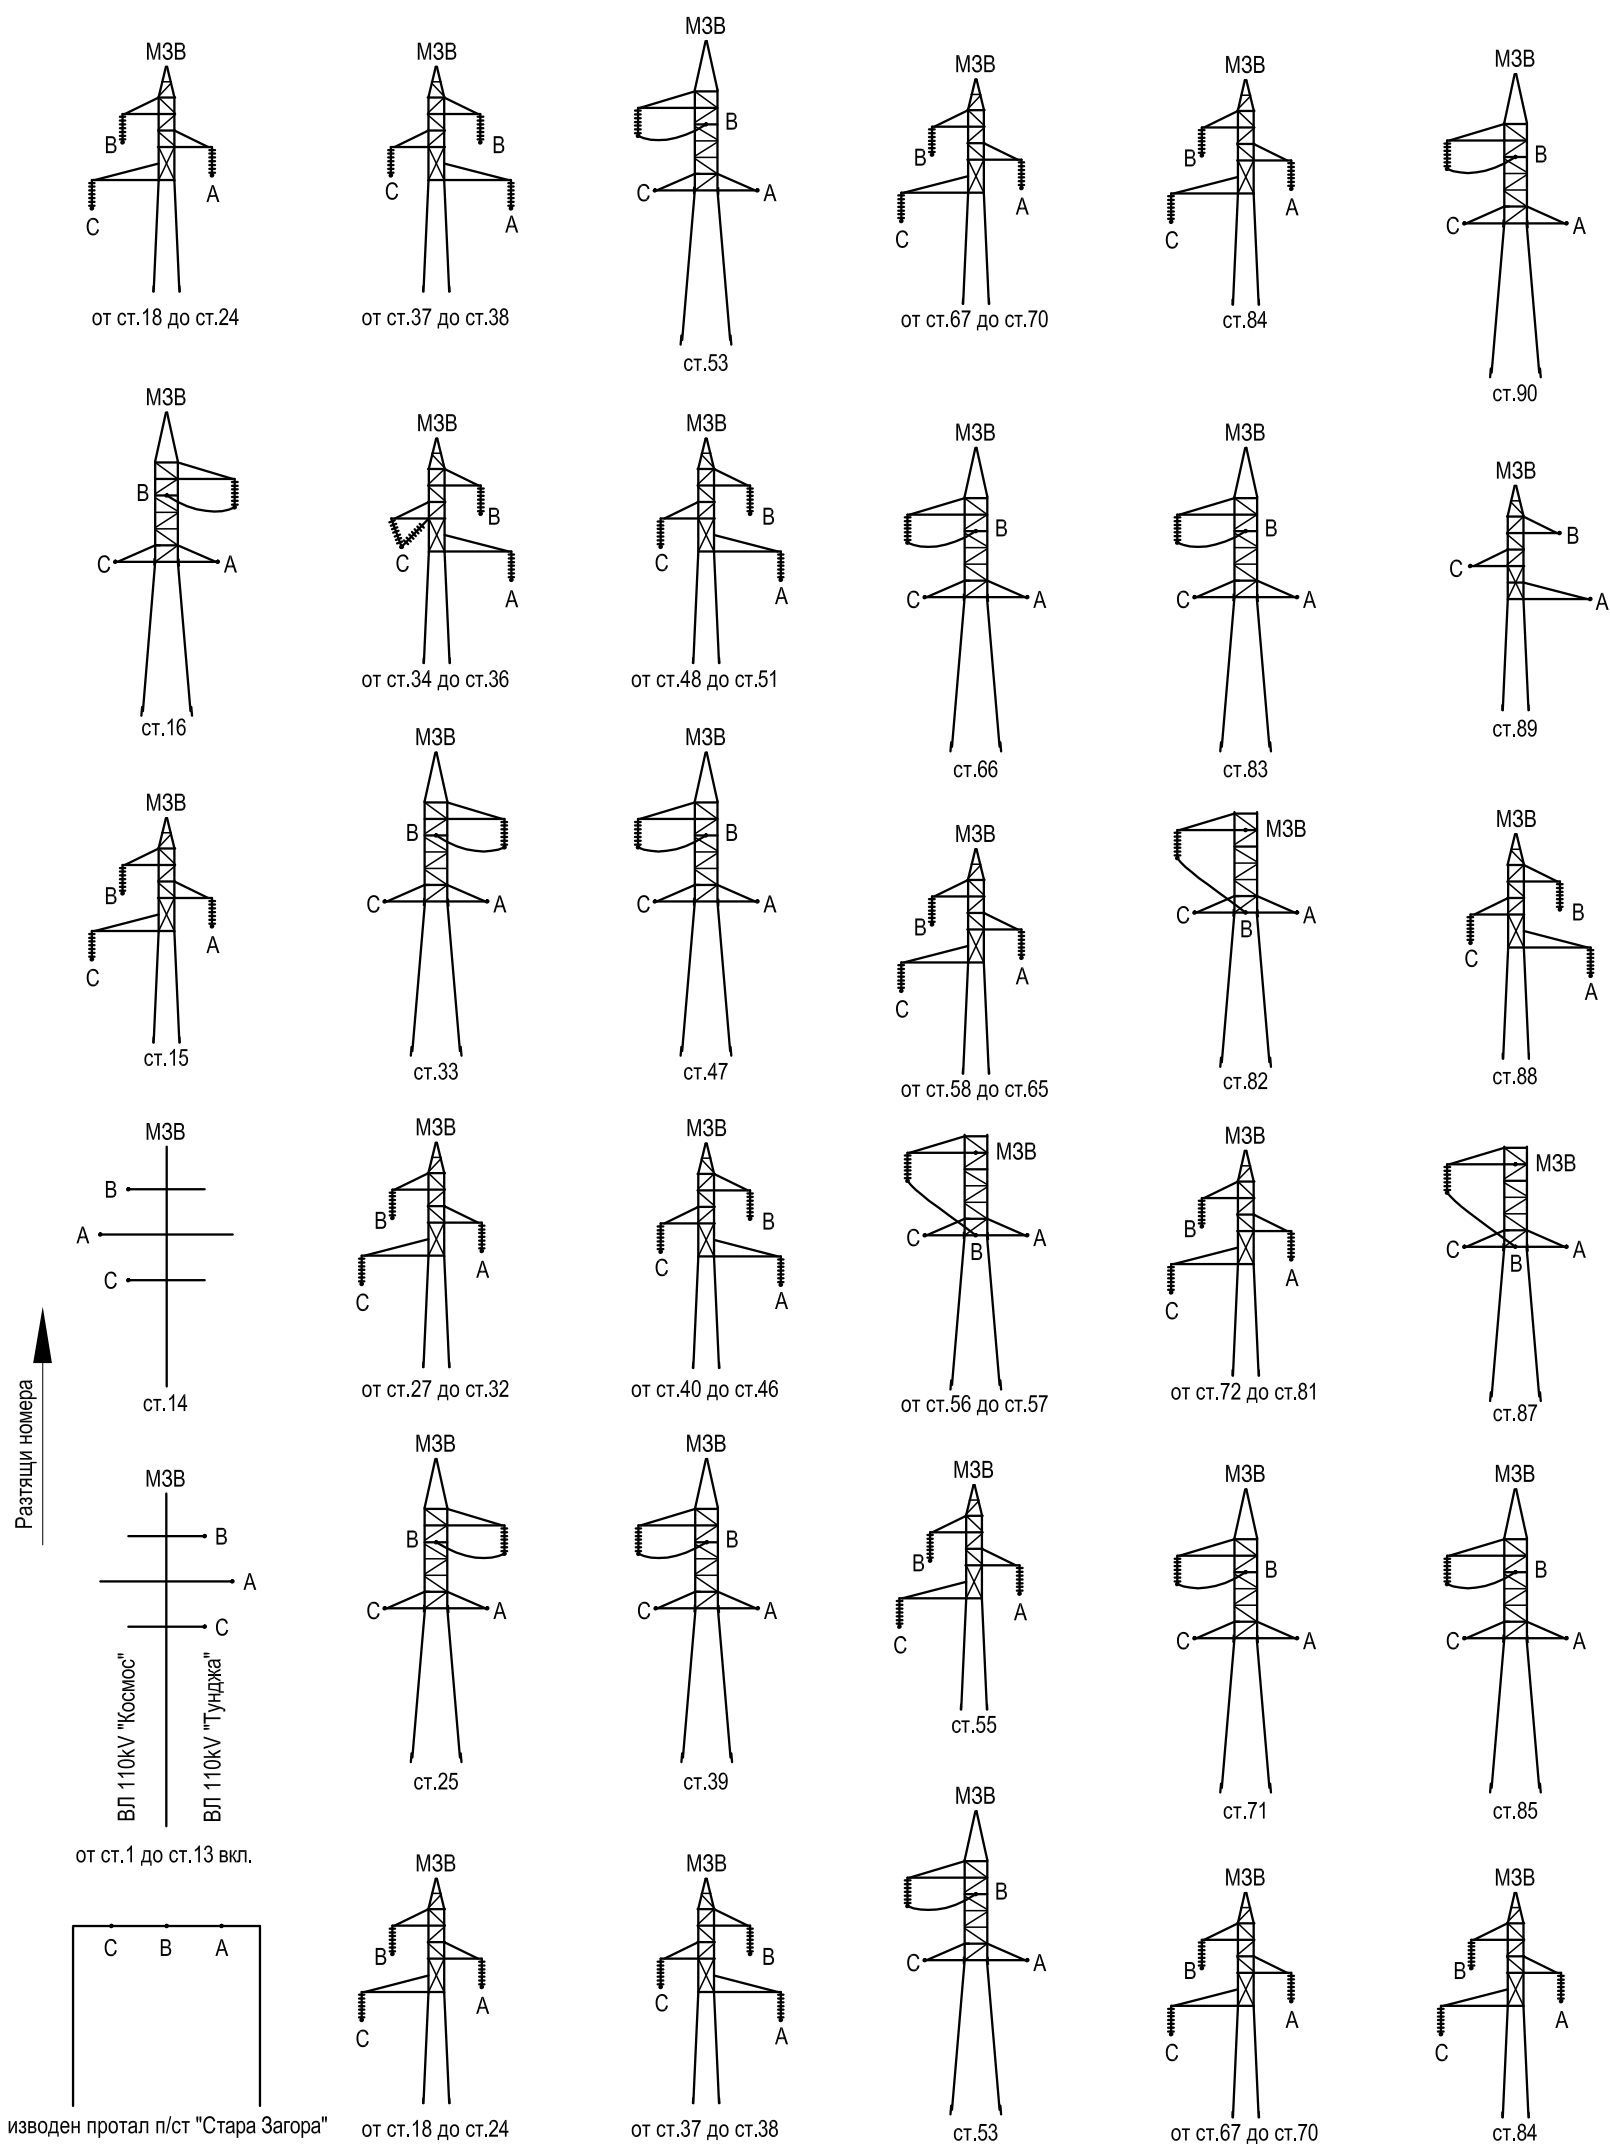 МЗВ
B
A
C
от ст.18 до ст.24
МЗВ
B
C A
ст.16
МЗВ
B
A
C
ст.15
МЗВ
B
A
C
ст.14
Разтящи номера
МЗВ
B
A
C
ВЛ 110kV "Космос"
ВЛ 110kV "Тунджа"
от ст.1 до ст.13 вкл.
C B A
изводен протал п/ст "Стара Загора"
МЗВ
B
C
A
от ст.37 до ст.38
МЗВ
B
C
A
от ст.34 до ст.36
МЗВ
B
C A
ст.33
МЗВ
B
A
C
от ст.27 до ст.32
МЗВ
B
C A
ст.25
МЗВ
B
A
C
от ст.18 до ст.24
МЗВ
B
C A
ст.53
МЗВ
B
C
A
от ст.48 до ст.51
МЗВ
B
C A
ст.47
МЗВ
B
C
A
от ст.40 до ст.46
МЗВ
B
C A
ст.39
МЗВ
B
C
A
от ст.37 до ст.38
МЗВ
B
A
C
от ст.67 до ст.70
МЗВ
B
C A
ст.66
МЗВ
B
A
C
от ст.58 до ст.65
МЗВ
C A
B
от ст.56 до ст.57
МЗВ
B
A
C
ст.55
МЗВ
B
C A
ст.53
МЗВ
B
A
C
ст.84
МЗВ
B
C A
ст.83
МЗВ
C A
B
ст.82
МЗВ
B
A
C
от ст.72 до ст.81
МЗВ
B
C A
ст.71
МЗВ
B
A
C
от ст.67 до ст.70
МЗВ
B
C A
ст.90
МЗВ
B
C
A
ст.89
МЗВ
B
C
A
ст.88
МЗВ
C A
B
ст.87
МЗВ
B
C A
ст.85
МЗВ
B
A
C
ст.84